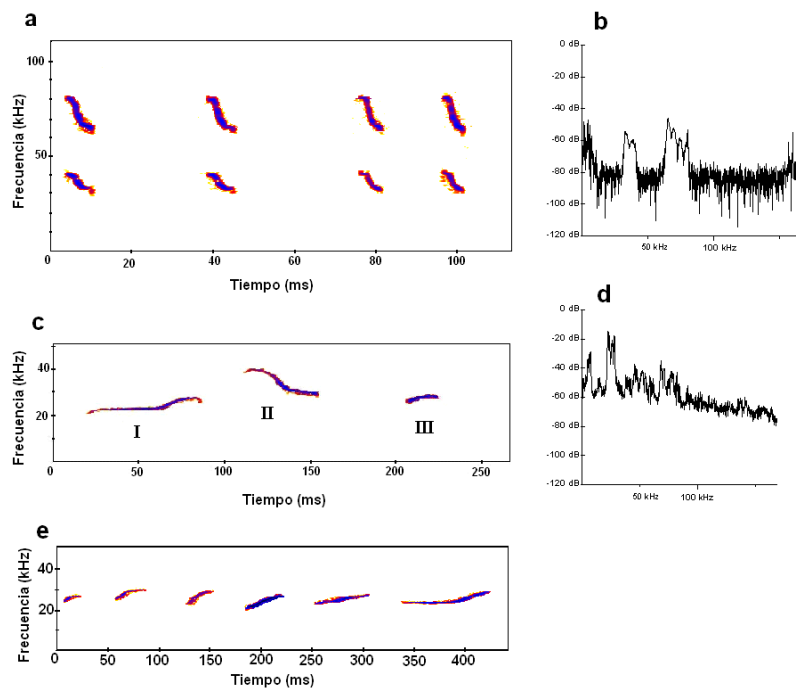 a
Frecuencia (kHz)
100
50
0
20
40
60
80
100
Tiempo (ms)
b
0 dB
-20 dB
-40 dB
-60 dB
-80 dB
-100 dB
-120 dB
50 kHz
100 kHz
c
Frecuencia (kHz)
40
20
I
II
III
0
50
100
150
200
250
Tiempo (ms)
d
0 dB
-20 dB
-40 dB
-60 dB
-80 dB
-100 dB
-120 dB
50 kHz
100 kHz
e
Frecuencia (kHz)
40
20
0
50
100
150
200
250
300
350
400
Tiempo (ms)